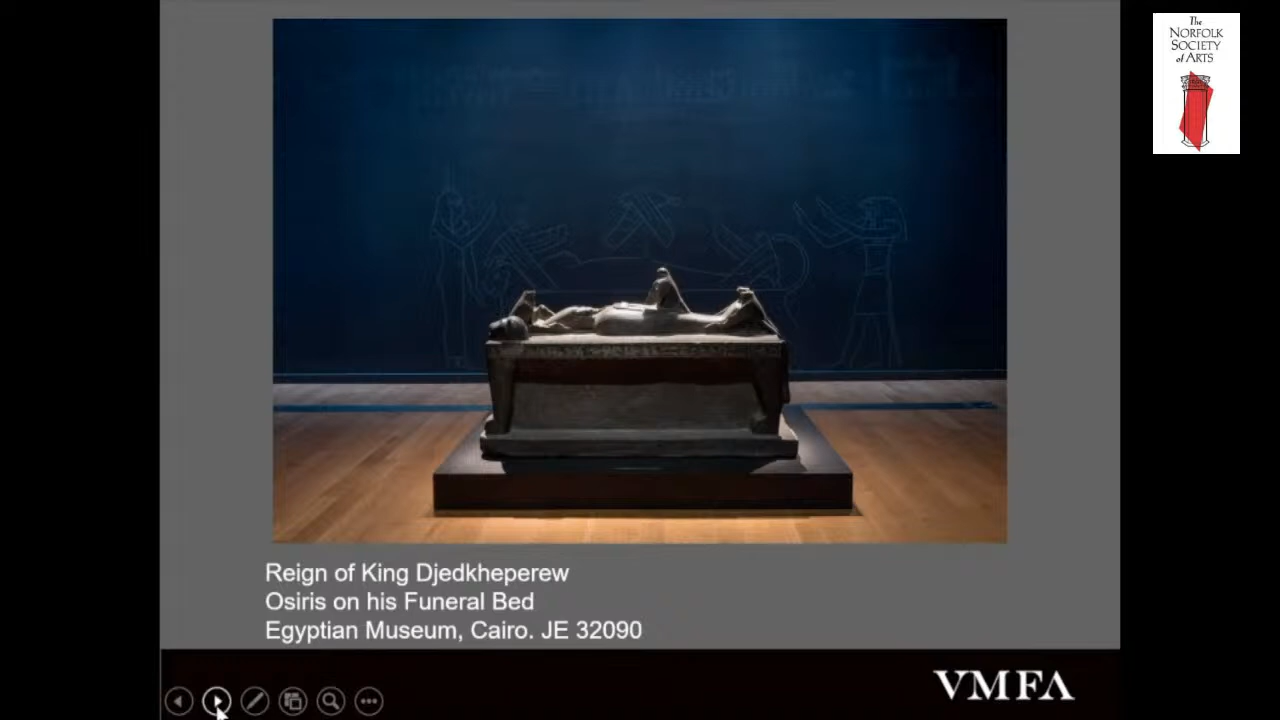 The
NORFOLK
SOCIETY
of ARTS
Reign of King Djedkheperew
Osiris on his Funeral Bed
Egyptian Museum, Cairo. JE 32090
VMFA